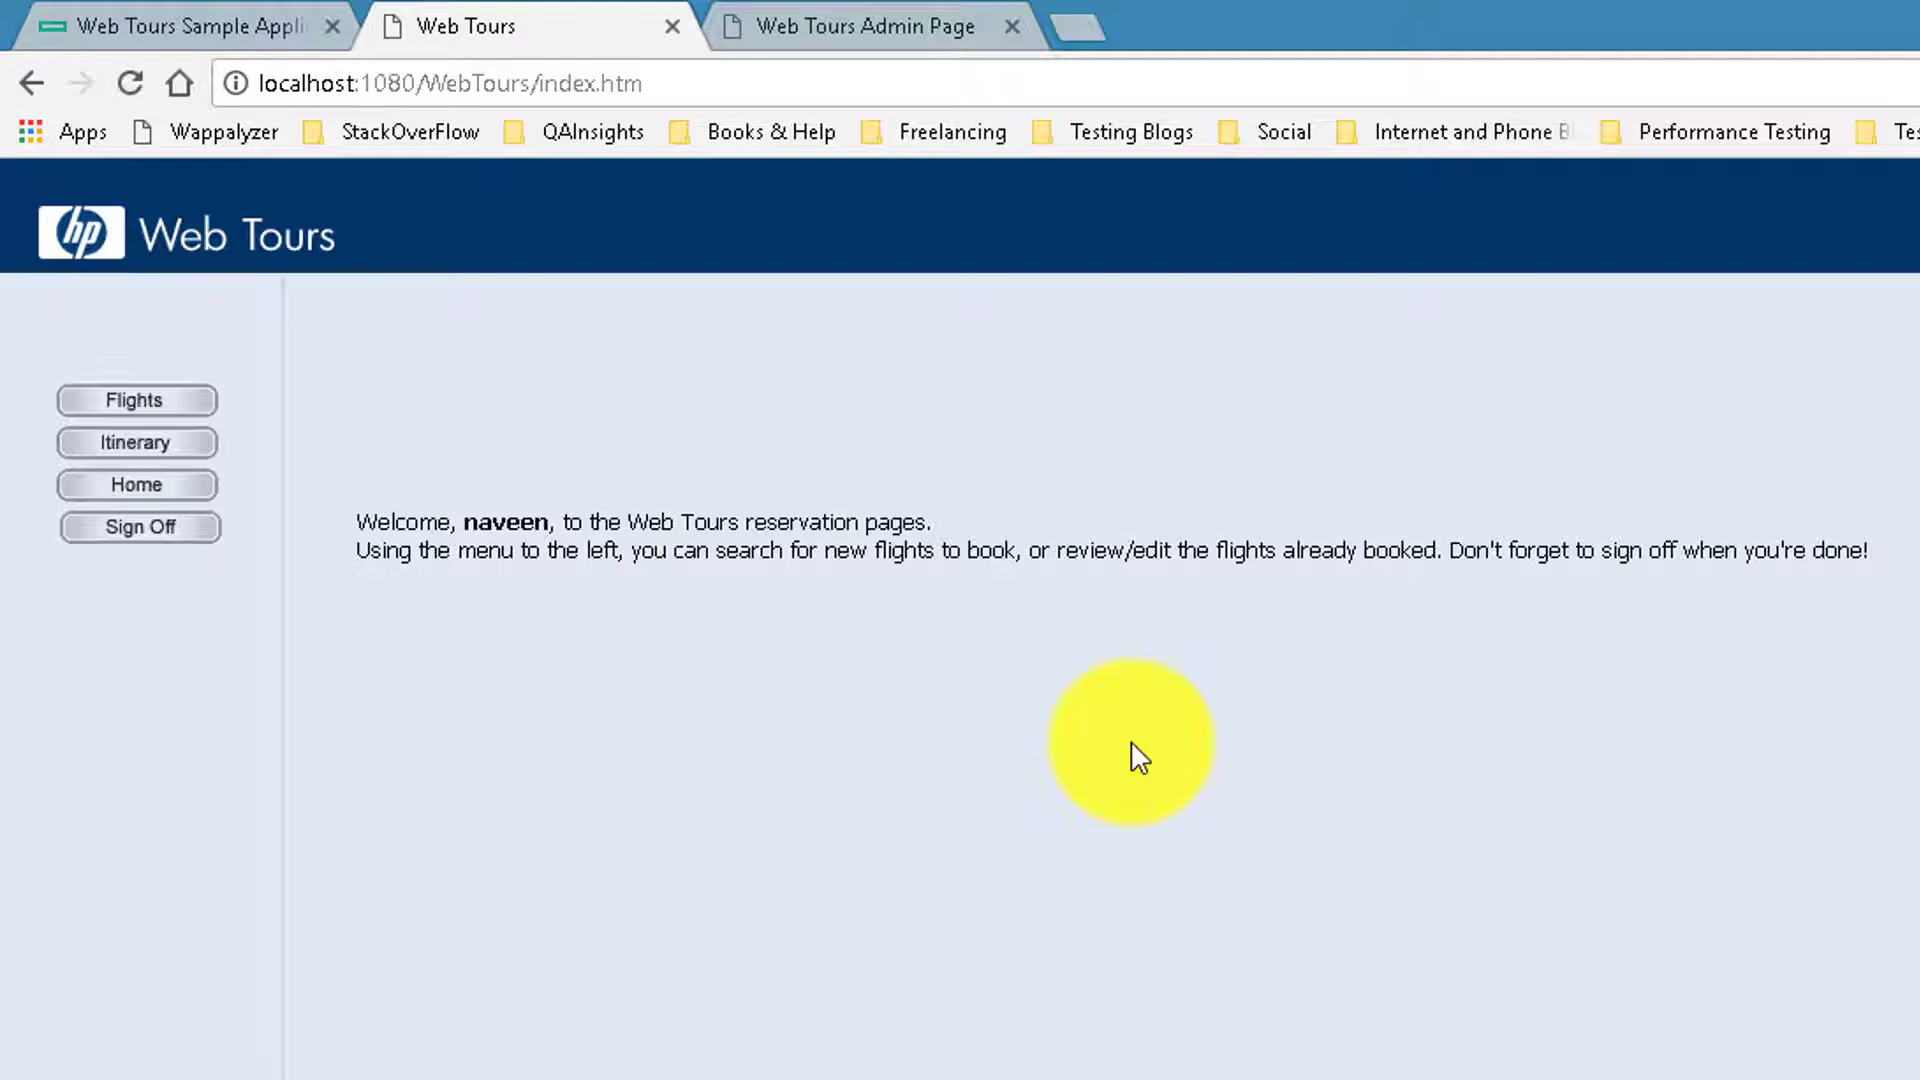 Web Tours Sample Appli
Web Tours
Web Tours Admin Page
localhost:1080/WebTours/index.htm
Apps Wappalyzer StackOverFlow QAInsights Books & Help Freelancing Testing Blogs Social Internet and Phone B Performance Testing Te
hp Web Tours
Flights
Itinerary
Home
Sign Off
Welcome, naveen, to the Web Tours reservation pages.
Using the menu to the left, you can search for new flights to book, or review/edit the flights already booked. Don't forget to sign off when you're done!